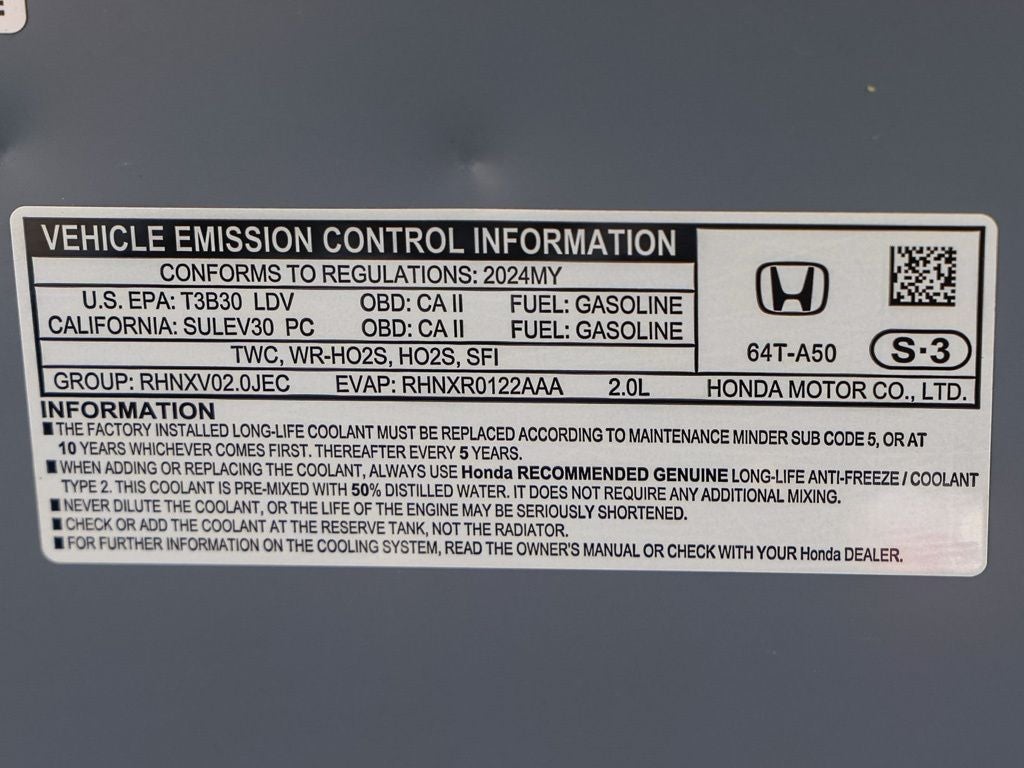 VEHICLE EMISSION CONTROL INFORMATION
CONFORMS TO REGULATIONS: 2024MY
U.S. EPA: T3B30 LDV OBD: CA II FUEL: GASOLINE
CALIFORNIA: SULEV30 PC OBD: CA II FUEL: GASOLINE
TWC, WR-HO2S, HO2S, SFI
64T-A50 S·3
GROUP: RHNXV02.0JEC EVAP: RHNXR0122AAA 2.0L HONDA MOTOR CO., LTD.
INFORMATION
■ THE FACTORY INSTALLED LONG-LIFE COOLANT MUST BE REPLACED ACCORDING TO MAINTENANCE MINDER SUB CODE 5, OR AT
10 YEARS WHICHEVER COMES FIRST. THEREAFTER EVERY 5 YEARS.
■ WHEN ADDING OR REPLACING THE COOLANT, ALWAYS USE Honda RECOMMENDED GENUINE LONG-LIFE ANTI-FREEZE / COOLANT
TYPE 2. THIS COOLANT IS PRE-MIXED WITH 50% DISTILLED WATER. IT DOES NOT REQUIRE ANY ADDITIONAL MIXING.
■ NEVER DILUTE THE COOLANT, OR THE LIFE OF THE ENGINE MAY BE SERIOUSLY SHORTENED.
■ CHECK OR ADD THE COOLANT AT THE RESERVE TANK, NOT THE RADIATOR.
■ FOR FURTHER INFORMATION ON THE COOLING SYSTEM, READ THE OWNER'S MANUAL OR CHECK WITH YOUR Honda DEALER.